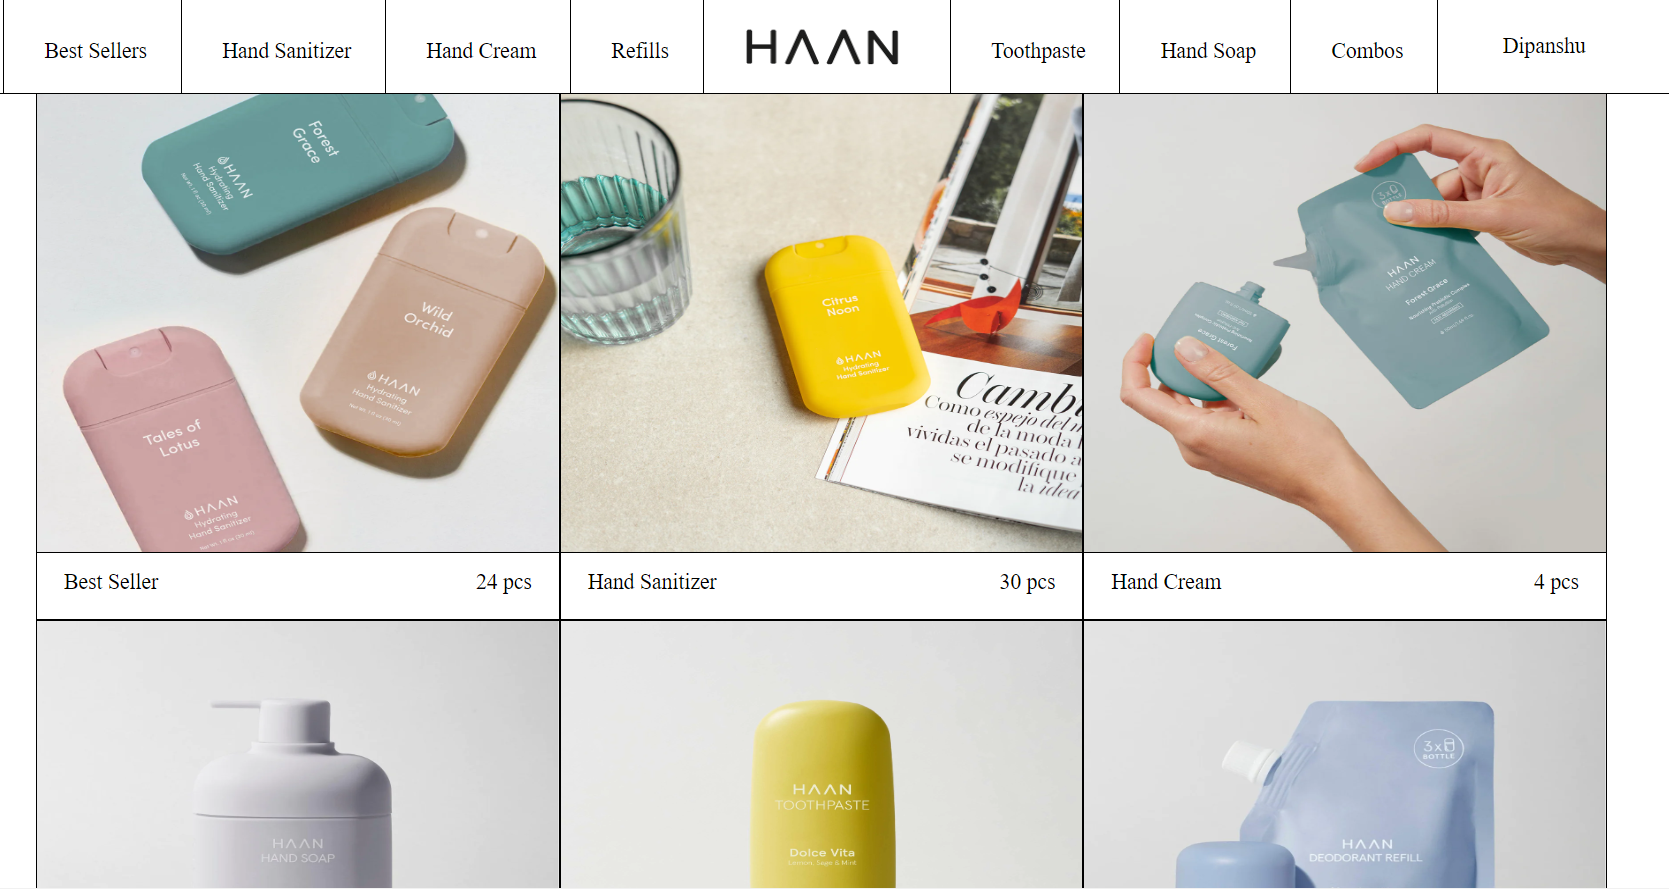 Best Sellers
Hand Sanitizer
Hand Cream
Refills
HAAN
Toothpaste
Hand Soap
Combos
Dipanshu
Forest
Grace
HAAN
Hydrating
Hand Sanitizer
Wild
Orchid
HAAN
Hydrating
Hand Sanitizer
Tales of
Lotus
HAAN
Hydrating
Hand Sanitizer
Citrus
Noon
HAAN
Hydrating
Hand Sanitizer
Como espejo del
de la moda
vividas el pasado a
se modifique
la idea
3x
HAAN
HAND CREAM
Forest Grace
Forest Grace
Best Seller
24 pcs
Hand Sanitizer
30 pcs
Hand Cream
4 pcs
HAAN
HAND SOAP
HAAN
TOOTHPASTE
Dolce Vita
3x
BOTTLE
HAAN
DEODORANT REFILL